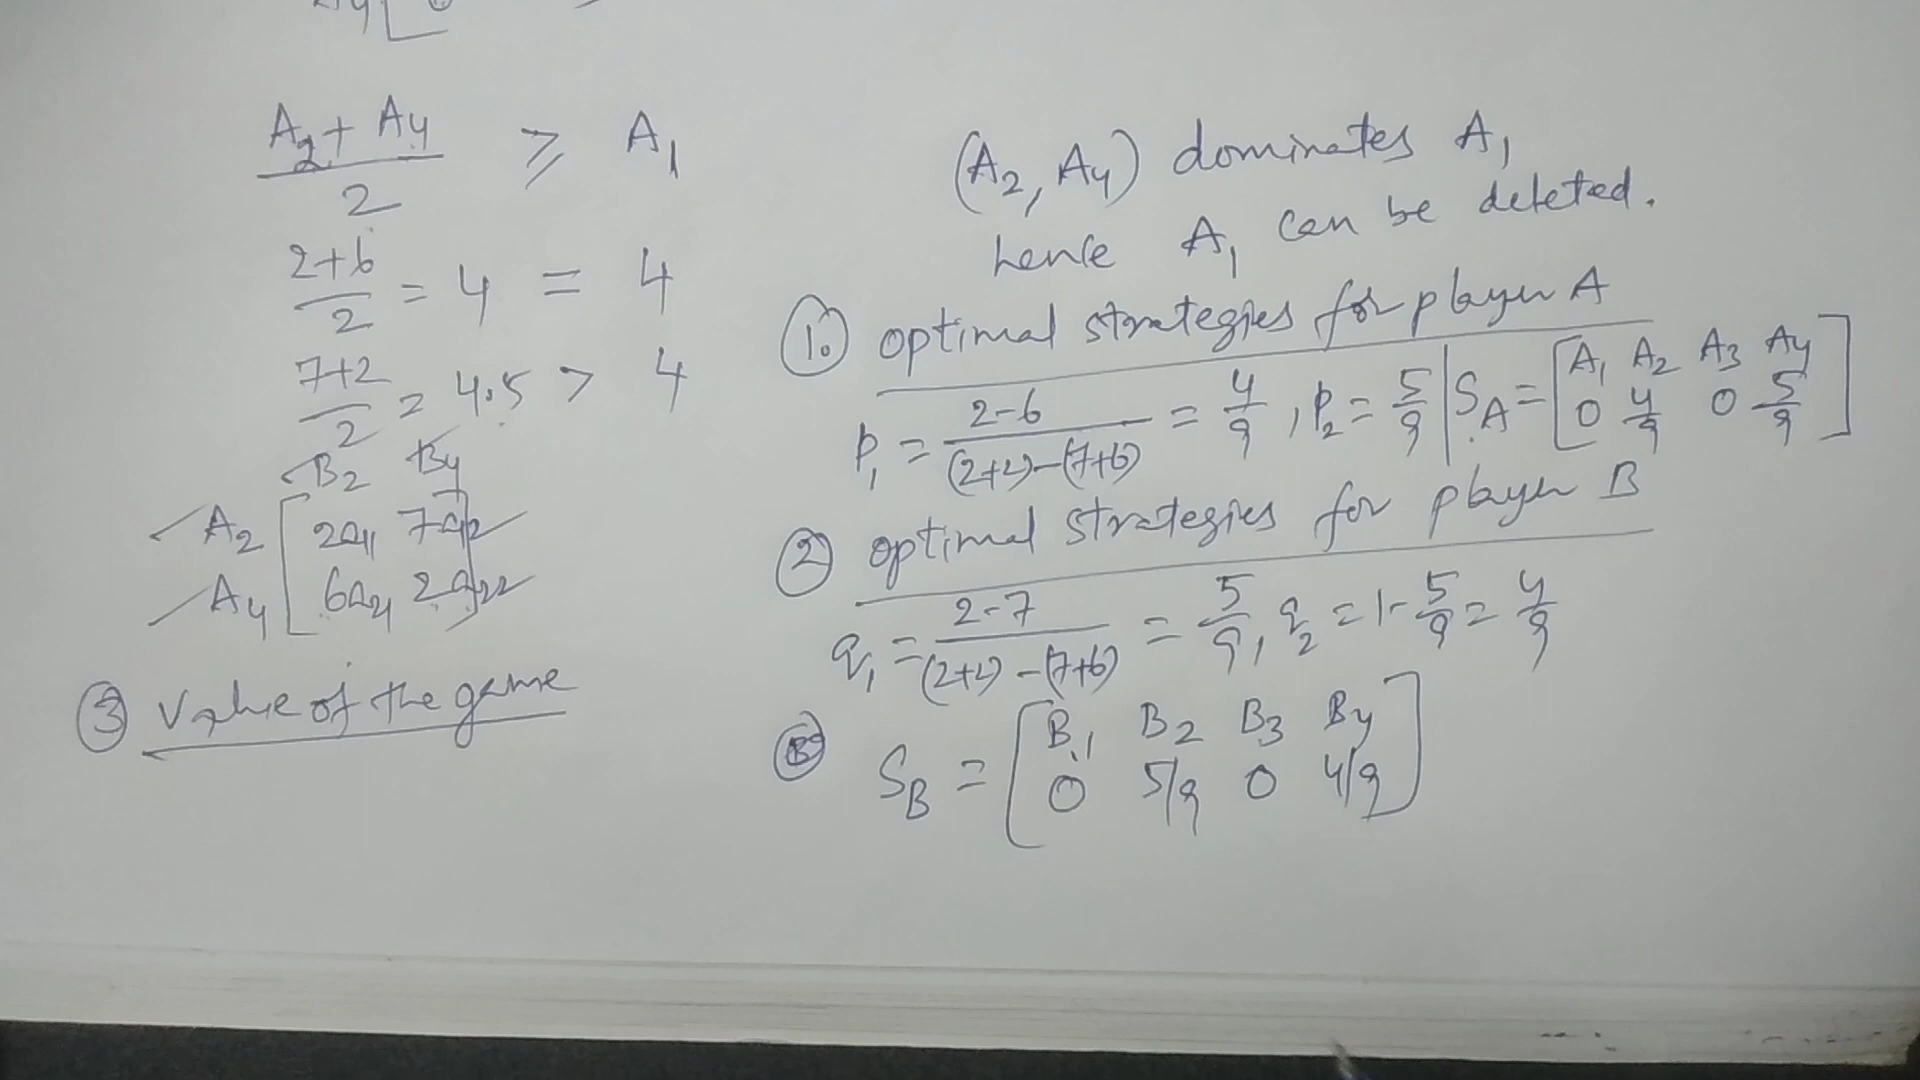 A2 + A4 / 2 ⩾ A1
2+6 / 2 = 4 = 4
7+2 / 2 = 4.5 > 4
B2 B4
A2 [ 2a11 7a12 ]
A4 [ 6a21 2a22 ]
③ Value of the game
(A2, A4) dominates A1
hence A1 can be deleted.
①. optimal strategies for player A
p1 = 2-6 / (2+2)-(7+6) = 4/9, p2 = 5/9 | SA = [ A1 A2 A3 A4
0 4/9 0 5/9 ]
② optimal strategies for player B
q1 = 2-7 / (2+2)-(7+6) = 5/9, q2 = 1-5/9 = 4/9
SB = [ B1 B2 B3 B4
0 5/9 0 4/9 ]